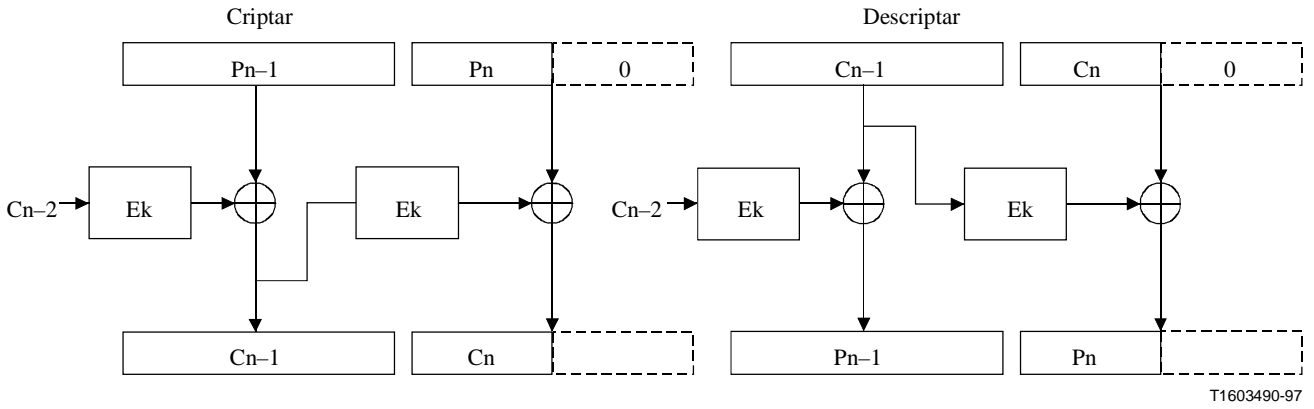 Criptar
Descriptar
Pn–1
Pn
0
Cn–1
Cn
0
Cn–2
Ek
Ek
Cn–2
Ek
Ek
Cn–1
Cn
Pn–1
Pn
T1603490-97